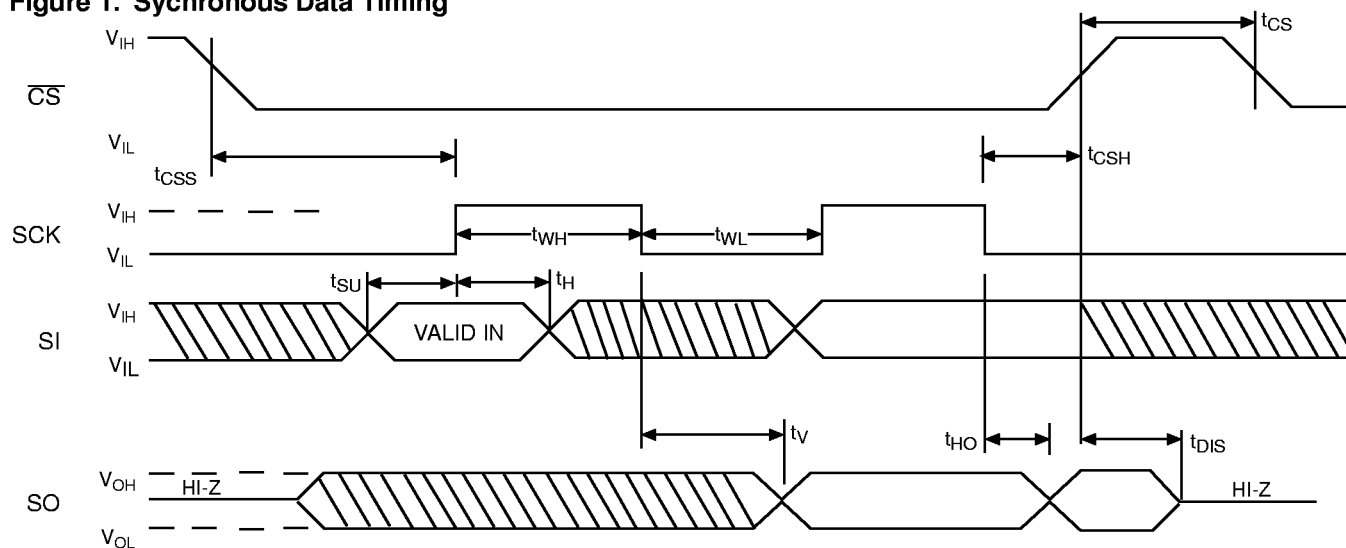 Figure 1. Sychronous Data Timing
tCS
VIH
CS
VIL
tCSS
tCSH
VIH
SCK
tWH
tWL
VIL
tSU
tH
VIH
SI
VALID IN
VIL
tV
tHO
tDIS
VOH
HI-Z
HI-Z
SO
VOL